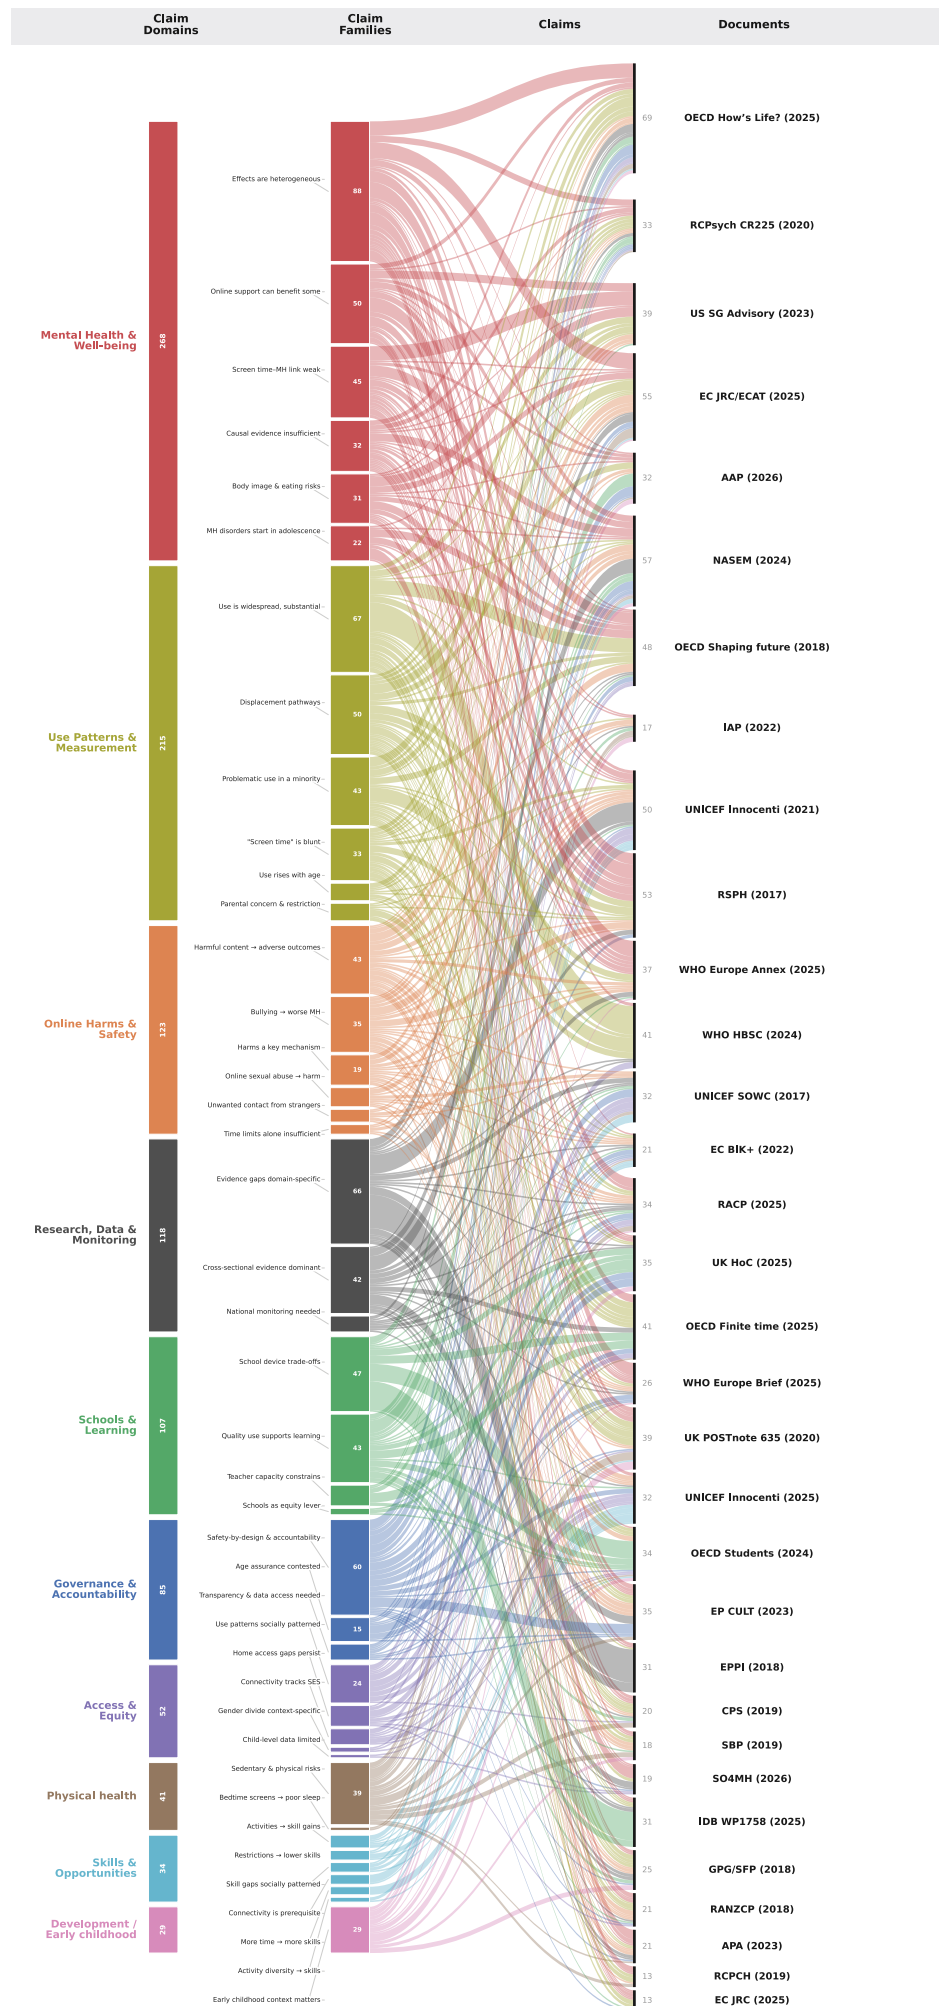 Claim
Domains
Claim
Families
Claims
Documents
Mental Health &
Well-being
268
Use Patterns &
Measurement
215
Online Harms &
Safety
123
Research, Data &
Monitoring
118
Schools &
Learning
107
Governance &
Accountability
85
Access &
Equity
52
Physical health
41
Skills &
Opportunities
34
Development /
Early childhood
29
Effects are heterogeneous
88
Online support can benefit some
50
Screen time–MH link weak
45
Causal evidence insufficient
32
Body image & eating risks
31
MH disorders start in adolescence
22
Use is widespread, substantial
67
Displacement pathways
50
Problematic use in a minority
43
"Screen time" is blunt
33
Use rises with age
Parental concern & restriction
Harmful content → adverse outcomes
43
Bullying → worse MH
35
Harms a key mechanism
19
Online sexual abuse → harm
Unwanted contact from strangers
Time limits alone insufficient
Evidence gaps domain-specific
66
Cross-sectional evidence dominant
42
National monitoring needed
School device trade-offs
47
Quality use supports learning
43
Teacher capacity constrains
Schools as equity lever
Safety-by-design & accountability
60
Age assurance contested
15
Transparency & data access needed
Use patterns socially patterned
24
Home access gaps persist
Connectivity tracks SES
Gender divide context-specific
Child-level data limited
Sedentary & physical risks
39
Bedtime screens → poor sleep
Activities → skill gains
Restrictions → lower skills
Skill gaps socially patterned
Connectivity is prerequisite
More time → more skills
Activity diversity → skills
Early childhood context matters
29
69
OECD How's Life? (2025)
33
RCPsych CR225 (2020)
39
US SG Advisory (2023)
55
EC JRC/ECAT (2025)
32
AAP (2026)
57
NASEM (2024)
48
OECD Shaping future (2018)
17
IAP (2022)
50
UNICEF Innocenti (2021)
53
RSPH (2017)
37
WHO Europe Annex (2025)
41
WHO HBSC (2024)
32
UNICEF SOWC (2017)
21
EC BIK+ (2022)
34
RACP (2025)
35
UK HoC (2025)
41
OECD Finite time (2025)
26
WHO Europe Brief (2025)
39
UK POSTnote 635 (2020)
32
UNICEF Innocenti (2025)
34
OECD Students (2024)
35
EP CULT (2023)
31
EPPI (2018)
20
CPS (2019)
18
SBP (2019)
19
SO4MH (2026)
31
IDB WP1758 (2025)
25
GPG/SFP (2018)
21
RANZCP (2018)
21
APA (2023)
13
RCPCH (2019)
13
EC JRC (2025)